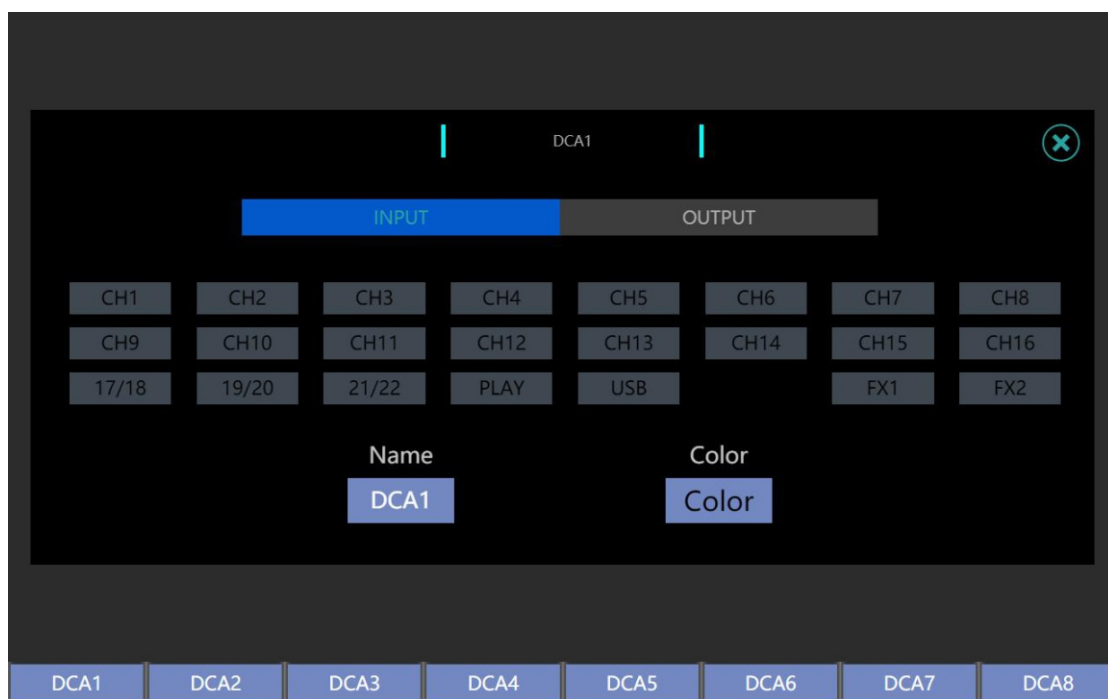 DCA1
INPUT OUTPUT
CH1 CH2 CH3 CH4 CH5 CH6 CH7 CH8
CH9 CH10 CH11 CH12 CH13 CH14 CH15 CH16
17/18 19/20 21/22 PLAY USB FX1 FX2
Name Color
DCA1 Color
DCA1 DCA2 DCA3 DCA4 DCA5 DCA6 DCA7 DCA8